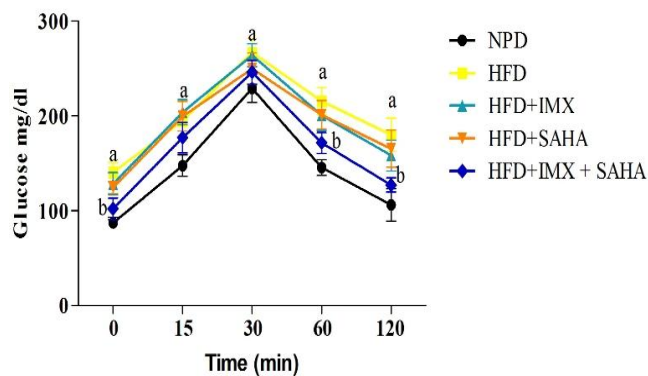 300
200
100
0
Glucose mg/dl
a
a
a
a
a
b
b
b
0
15
30
60
120
Time (min)
NPD
HFD
HFD+IMX
HFD+SAHA
HFD+IMX + SAHA